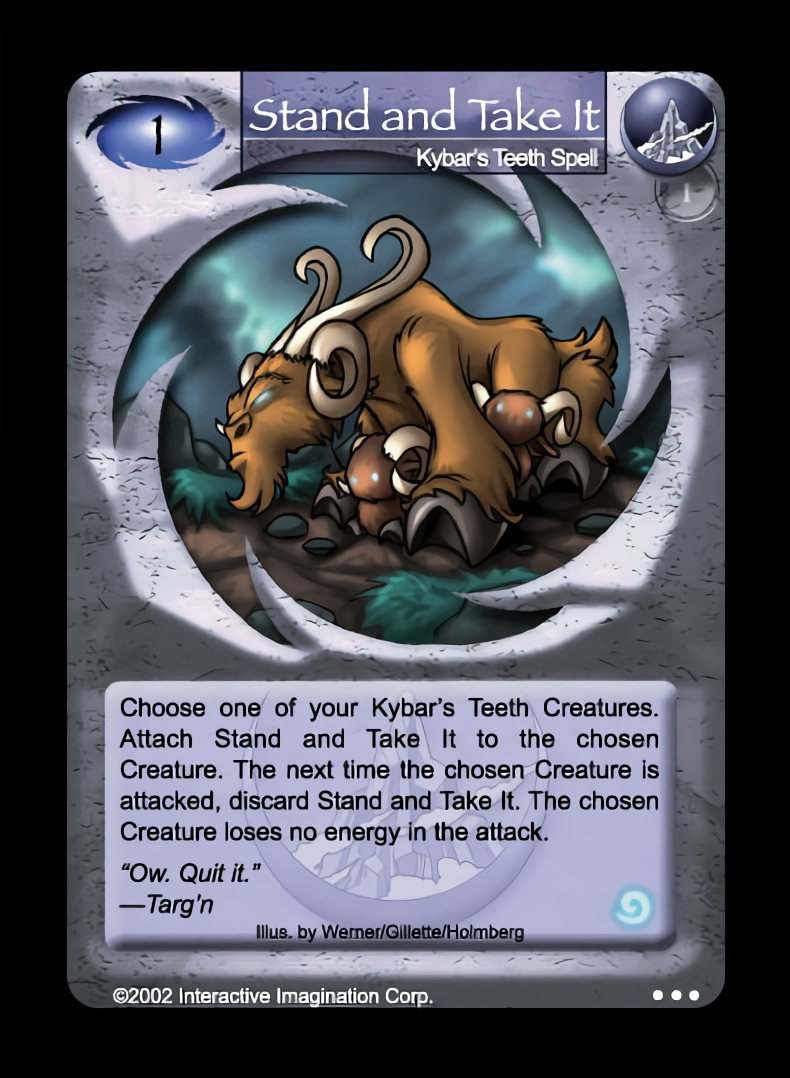 1
Stand and Take It
Kybar's Teeth Spell
1
Choose one of your Kybar's Teeth Creatures.
Attach Stand and Take It to the chosen
Creature. The next time the chosen Creature is
attacked, discard Stand and Take It. The chosen
Creature loses no energy in the attack.
“Ow. Quit it.”
—Targ'n
Illus. by Werner/Gillette/Holmberg
©2002 Interactive Imagination Corp.